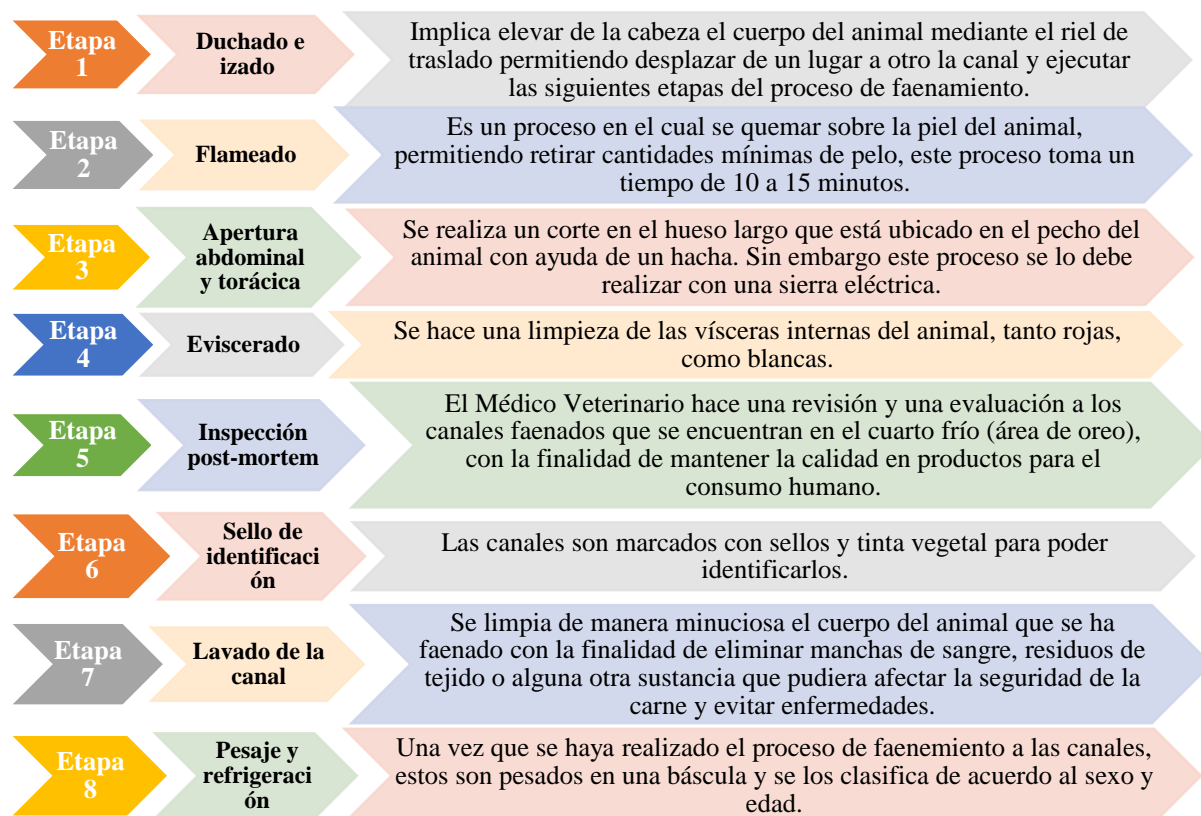 Etapa
1
Duchado e
izado
Implica elevar de la cabeza el cuerpo del animal mediante el riel de
traslado permitiendo desplazar de un lugar a otro la canal y ejecutar
las siguientes etapas del proceso de faenamiento.
Etapa
2
Flameado
Es un proceso en el cual se quemar sobre la piel del animal,
permitiendo retirar cantidades mínimas de pelo, este proceso toma un
tiempo de 10 a 15 minutos.
Etapa
3
Apertura
abdominal
y torácica
Se realiza un corte en el hueso largo que está ubicado en el pecho del
animal con ayuda de un hacha. Sin embargo este proceso se lo debe
realizar con una sierra eléctrica.
Etapa
4
Eviscerado
Se hace una limpieza de las vísceras internas del animal, tanto rojas,
como blancas.
Etapa
5
Inspección
post-mortem
El Médico Veterinario hace una revisión y una evaluación a los
canales faenados que se encuentran en el cuarto frío (área de oreo),
con la finalidad de mantener la calidad en productos para el
consumo humano.
Etapa
6
Sello de
identificaci
ón
Las canales son marcados con sellos y tinta vegetal para poder
identificarlos.
Etapa
7
Lavado de la
canal
Se limpia de manera minuciosa el cuerpo del animal que se ha
faenado con la finalidad de eliminar manchas de sangre, residuos de
tejido o alguna otra sustancia que pudiera afectar la seguridad de la
carne y evitar enfermedades.
Etapa
8
Pesaje y
refrigeraci
ón
Una vez que se haya realizado el proceso de faenemiento a las canales,
estos son pesados en una báscula y se los clasifica de acuerdo al sexo y
edad.